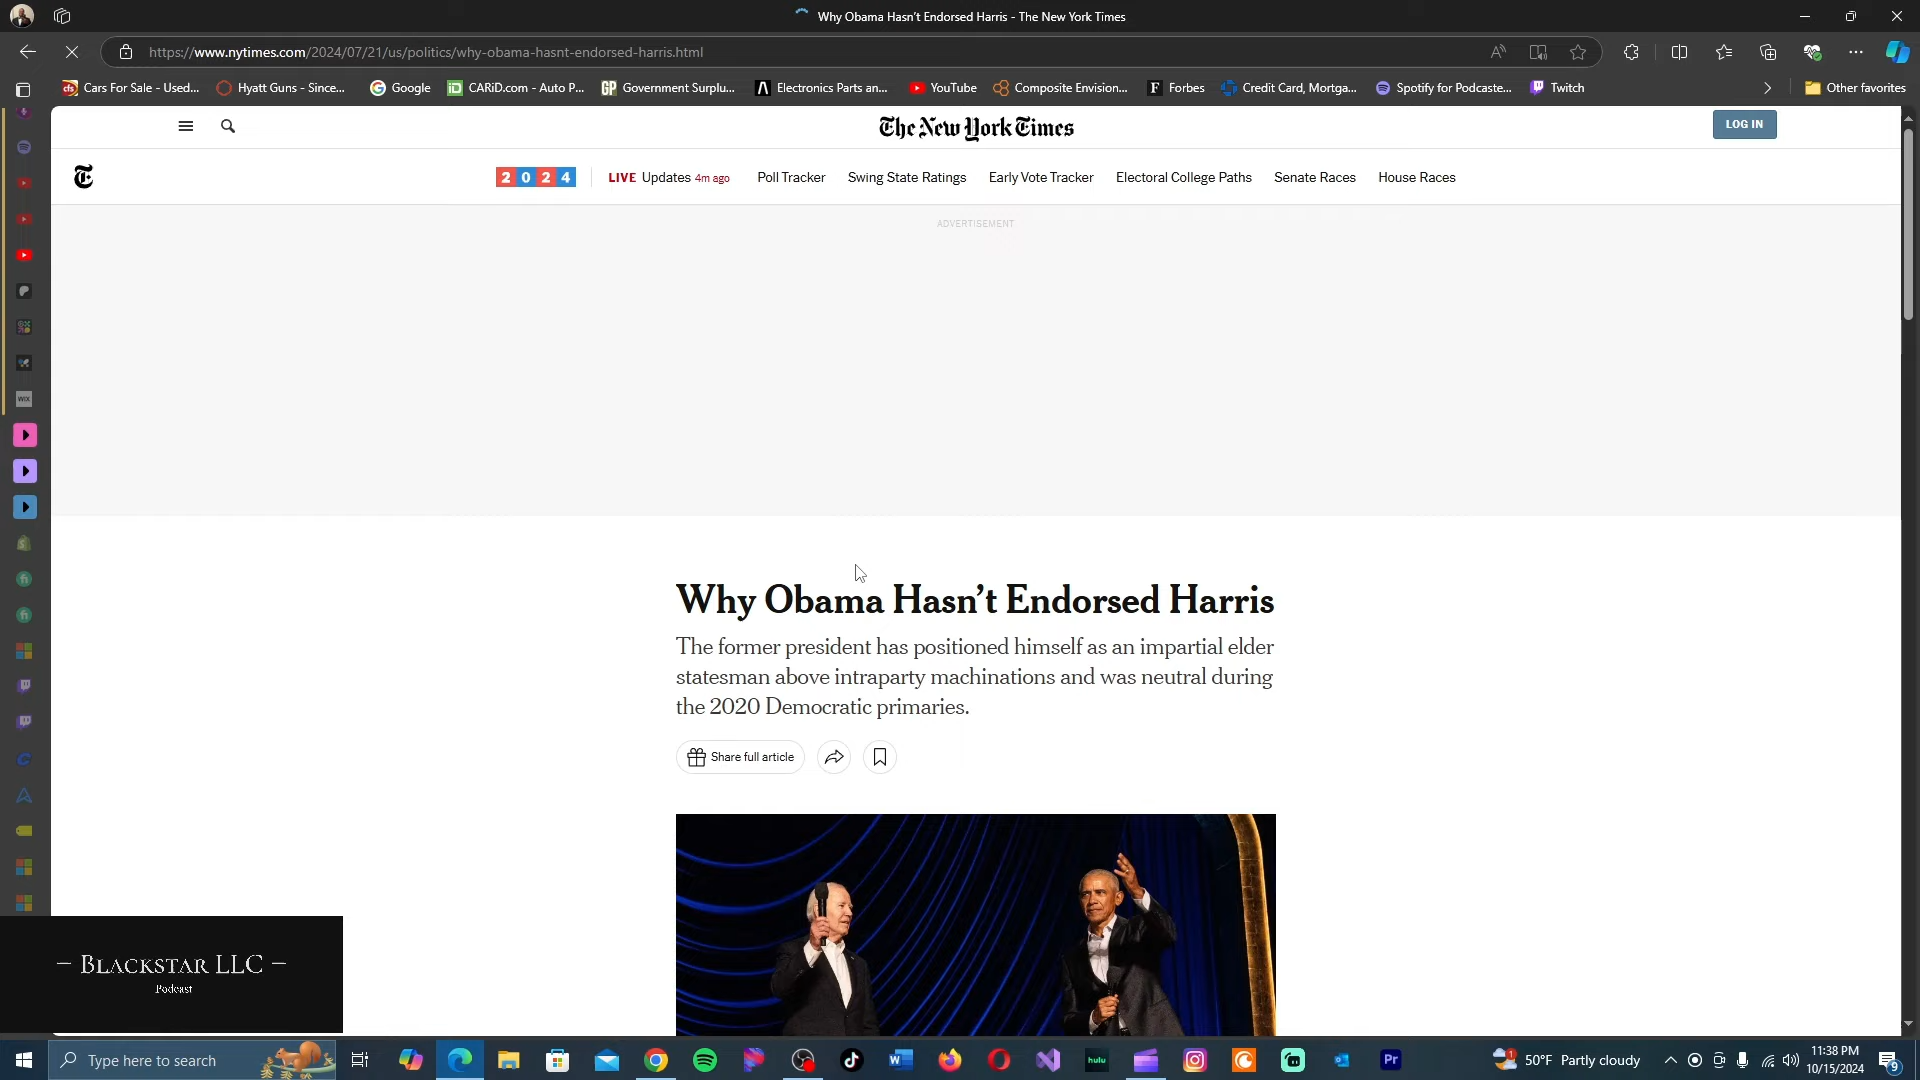 Why Obama Hasn't Endorsed Harris - The New York Times
https://www.nytimes.com/2024/07/21/us/politics/why-obama-hasnt-endorsed-harris.html
Cars For Sale - Used... Hyatt Guns - Since... Google CARiD.com - Auto P... Government Surplu... Electronics Parts an... YouTube Composite Envision... Forbes Credit Card, Mortga... Spotify for Podcaste... Twitch Other favorites
The New York Times
LOG IN
2024 LIVE Updates 4m ago Poll Tracker Swing State Ratings Early Vote Tracker Electoral College Paths Senate Races House Races
ADVERTISEMENT
WIX
Why Obama Hasn't Endorsed Harris
The former president has positioned himself as an impartial elder
statesman above intraparty machinations and was neutral during
the 2020 Democratic primaries.
Share full article
– BLACKSTAR LLC –
Podcast
Type here to search
hulu
Pr
50°F Partly cloudy
11:38 PM
10/15/2024
9